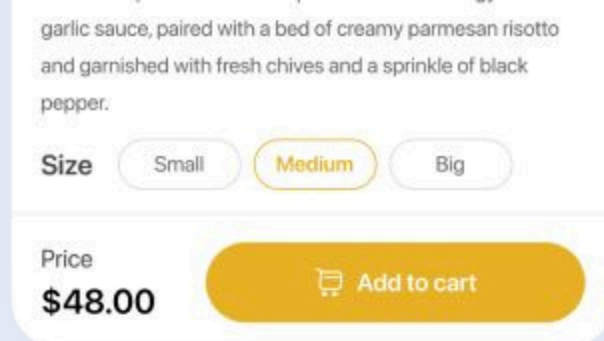 garlic sauce, paired with a bed of creamy parmesan risotto
and garnished with fresh chives and a sprinkle of black
pepper.
Size Small Medium Big
Price
$48.00
Add to cart